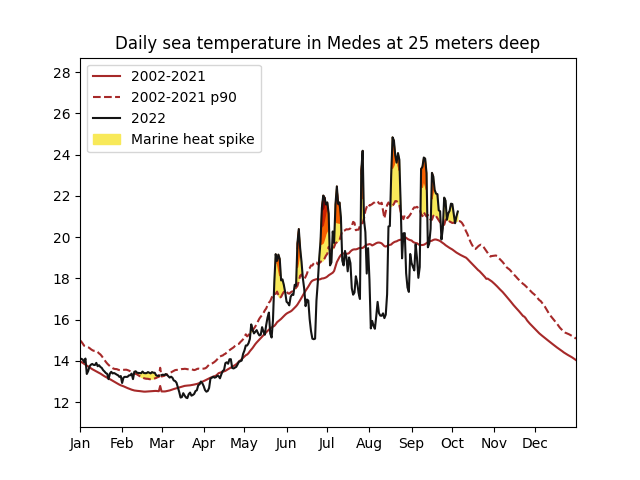 Daily sea temperature in Medes at 25 meters deep
2002-2021
2002-2021 p90
2022
Marine heat spike
28
26
24
22
20
18
16
14
12
Jan Feb Mar Apr May Jun Jul Aug Sep Oct Nov Dec